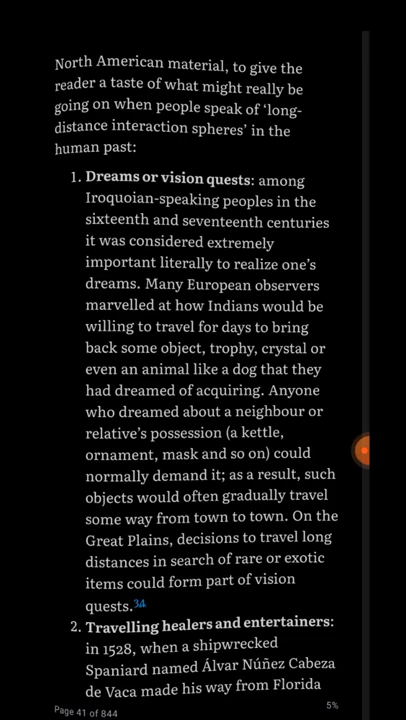 North American material, to give the
reader a taste of what might really be
going on when people speak of ‘long-
distance interaction spheres’ in the
human past:
1. Dreams or vision quests: among
Iroquoian-speaking peoples in the
sixteenth and seventeenth centuries
it was considered extremely
important literally to realize one’s
dreams. Many European observers
marvelled at how Indians would be
willing to travel for days to bring
back some object, trophy, crystal or
even an animal like a dog that they
had dreamed of acquiring. Anyone
who dreamed about a neighbour or
relative’s possession (a kettle,
ornament, mask and so on) could
normally demand it; as a result, such
objects would often gradually travel
some way from town to town. On the
Great Plains, decisions to travel long
distances in search of rare or exotic
items could form part of vision
quests.34
2. Travelling healers and entertainers:
in 1528, when a shipwrecked
Spaniard named Álvar Núñez Cabeza
de Vaca made his way from Florida
Page 41 of 844
5%